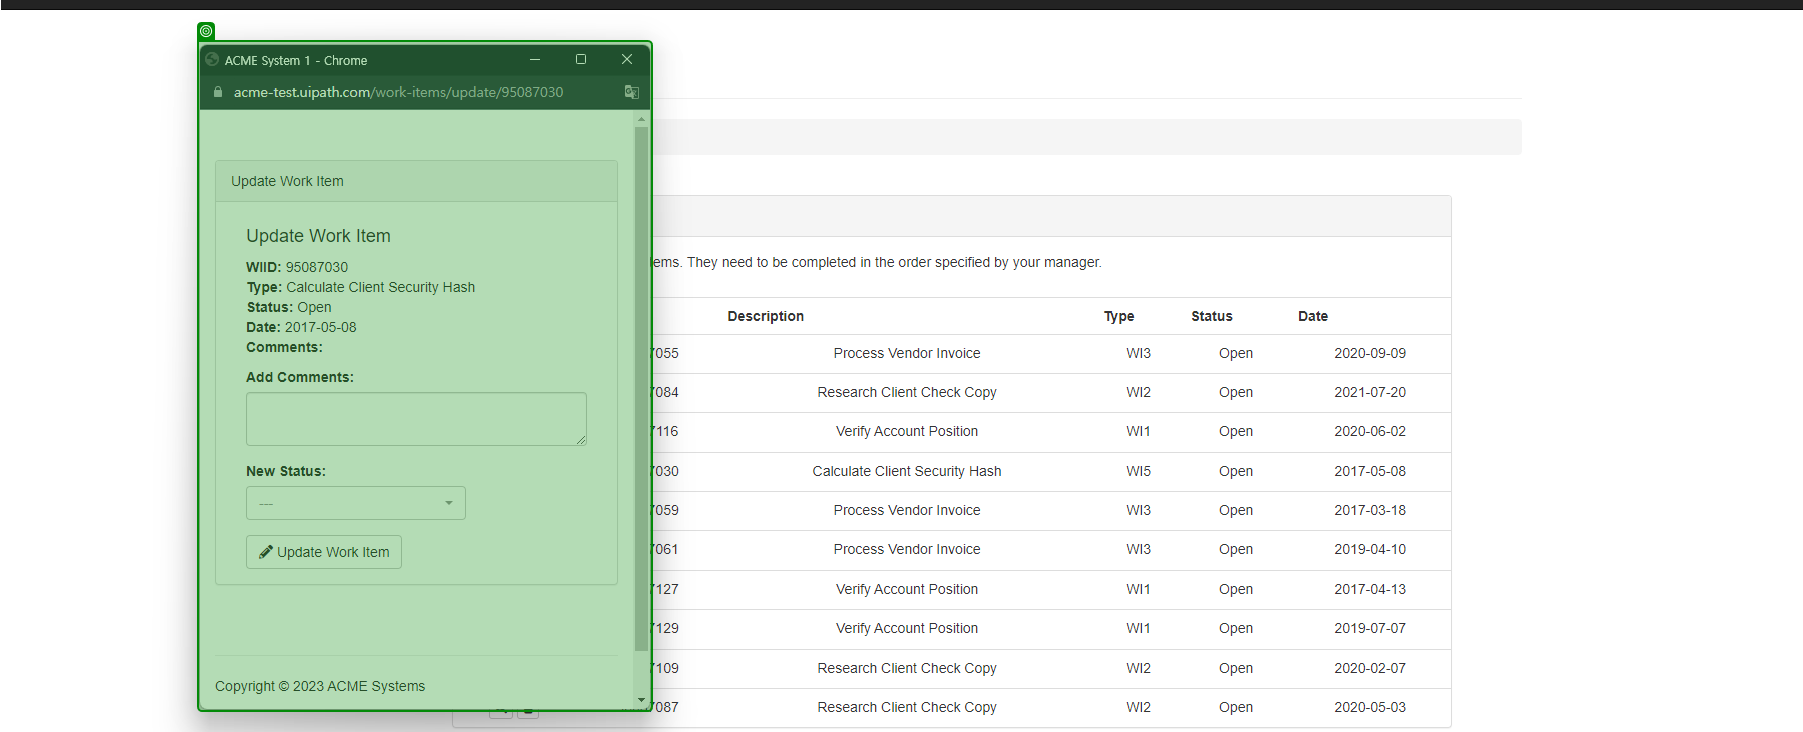 ACME System 1 - Chrome
acme-test.uipath.com/work-items/update/95087030
Update Work Item
Update Work Item
WIID: 95087030
Type: Calculate Client Security Hash
Status: Open
Date: 2017-05-08
Comments:
Add Comments:
New Status:
---
Update Work Item
Copyright © 2023 ACME Systems
They need to be completed in the order specified by your manager.
Description Type Status Date
7055 Process Vendor Invoice WI3 Open 2020-09-09
7084 Research Client Check Copy WI2 Open 2021-07-20
7116 Verify Account Position WI1 Open 2020-06-02
7030 Calculate Client Security Hash WI5 Open 2017-05-08
7059 Process Vendor Invoice WI3 Open 2017-03-18
7061 Process Vendor Invoice WI3 Open 2019-04-10
7127 Verify Account Position WI1 Open 2017-04-13
7129 Verify Account Position WI1 Open 2019-07-07
7109 Research Client Check Copy WI2 Open 2020-02-07
7087 Research Client Check Copy WI2 Open 2020-05-03